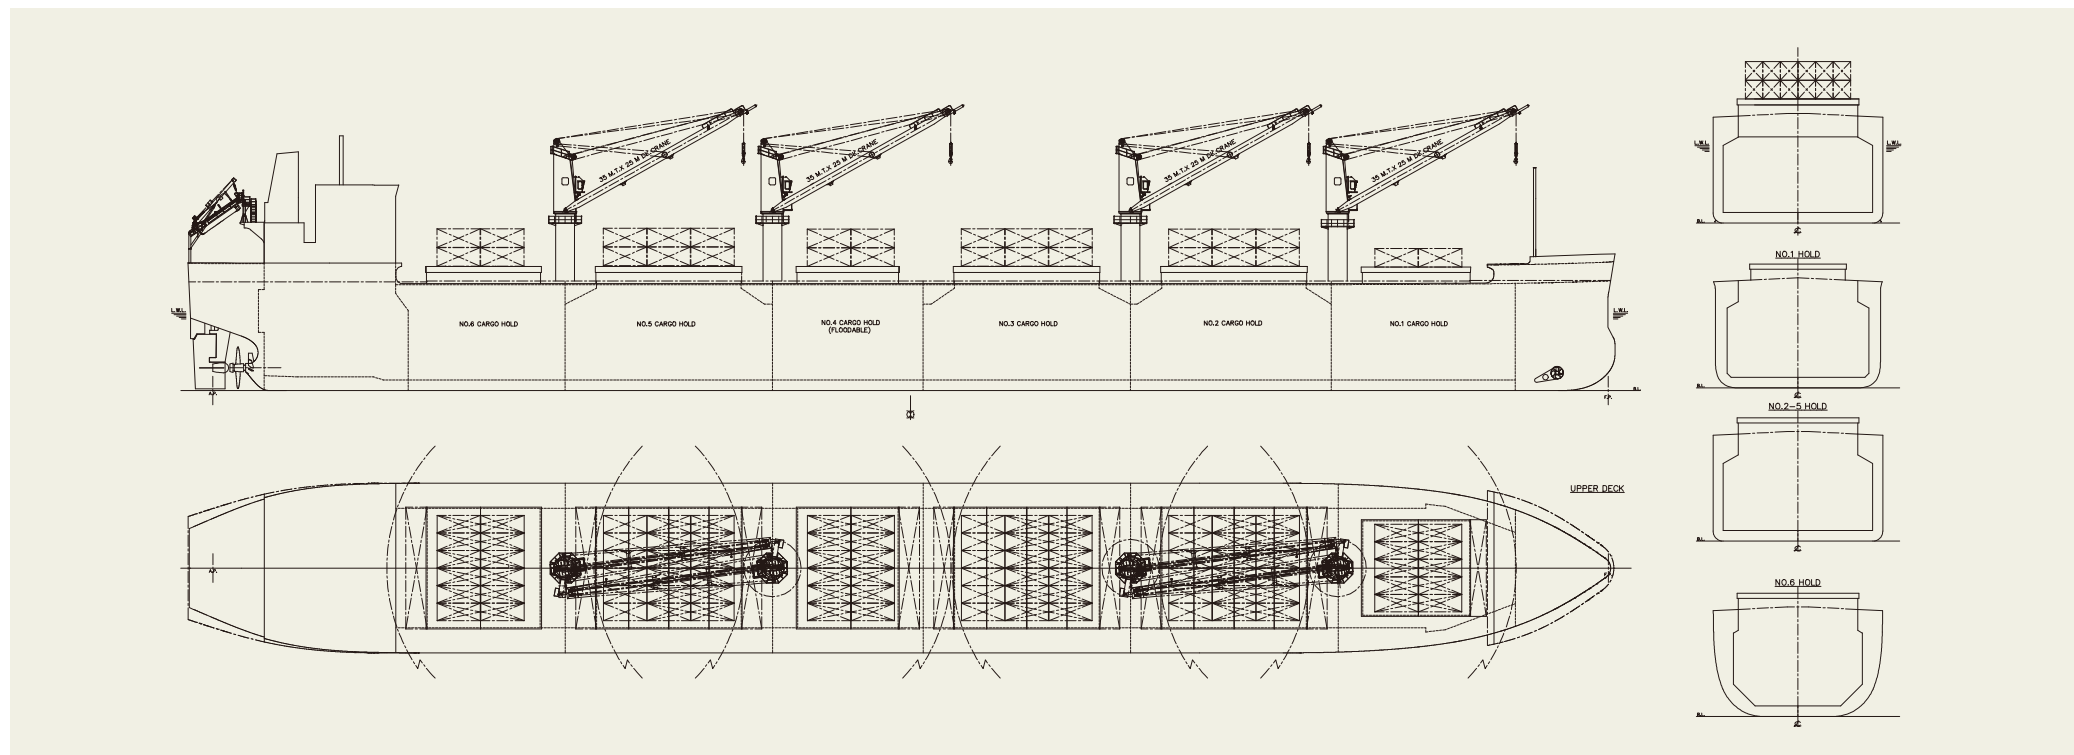 35 M.T.X 25 M DK CRANE
35 M.T.X 25 M DK CRANE
35 M.T.X 25 M DK CRANE
35 M.T.X 25 M DK CRANE
L.W.L.
NO.6 CARGO HOLD
NO.5 CARGO HOLD
NO.4 CARGO HOLD
(FLOODABLE)
NO.3 CARGO HOLD
NO.2 CARGO HOLD
NO.1 CARGO HOLD
L.W.L.
A.P.
F.P.
B.L.
UPPER DECK
A.P.
L.W.L.
L.W.L.
B.L.
NO.1 HOLD
B.L.
NO.2-5 HOLD
B.L.
NO.6 HOLD
B.L.